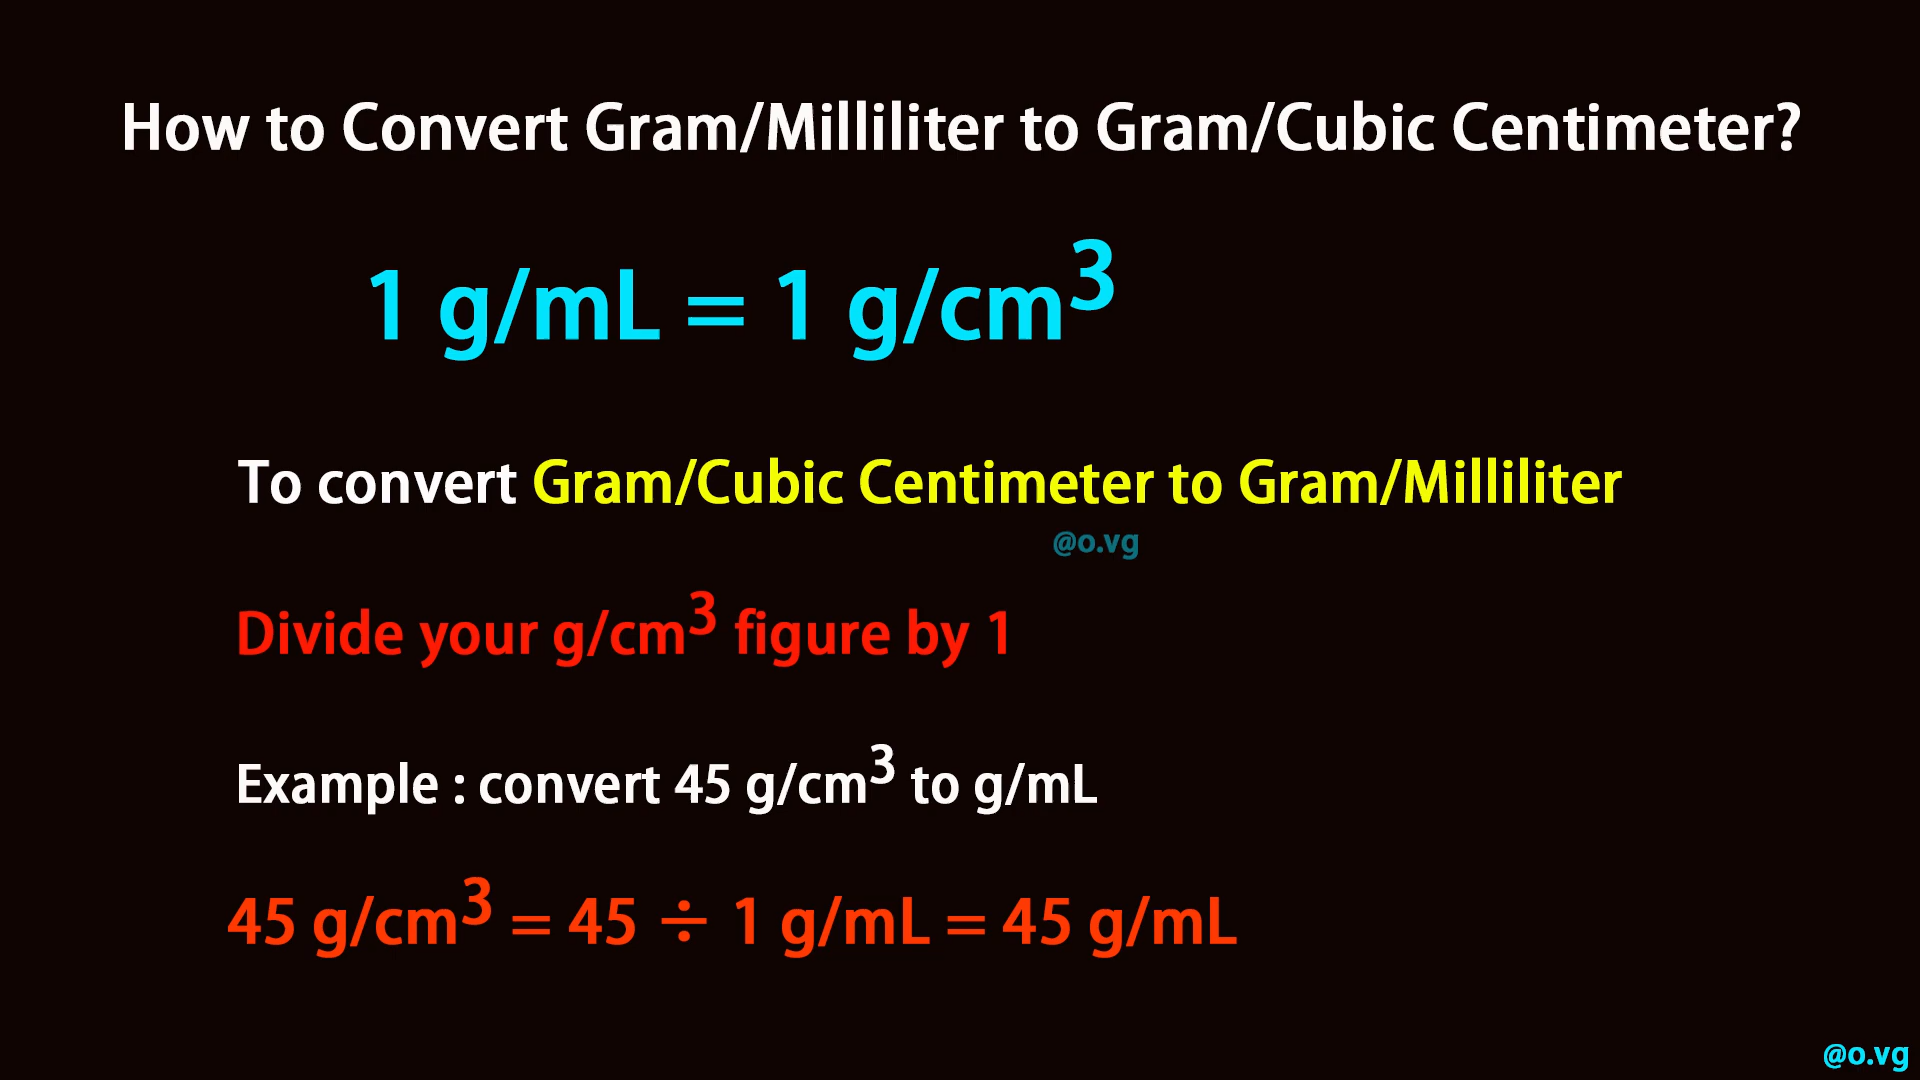 How to Convert Gram/Milliliter to Gram/Cubic Centimeter?
1 g/mL = 1 g/cm³
To convert Gram/Cubic Centimeter to Gram/Milliliter
@o.vg
Divide your g/cm³ figure by 1
Example : convert 45 g/cm³ to g/mL
45 g/cm³ = 45 ÷ 1 g/mL = 45 g/mL
@o.vg